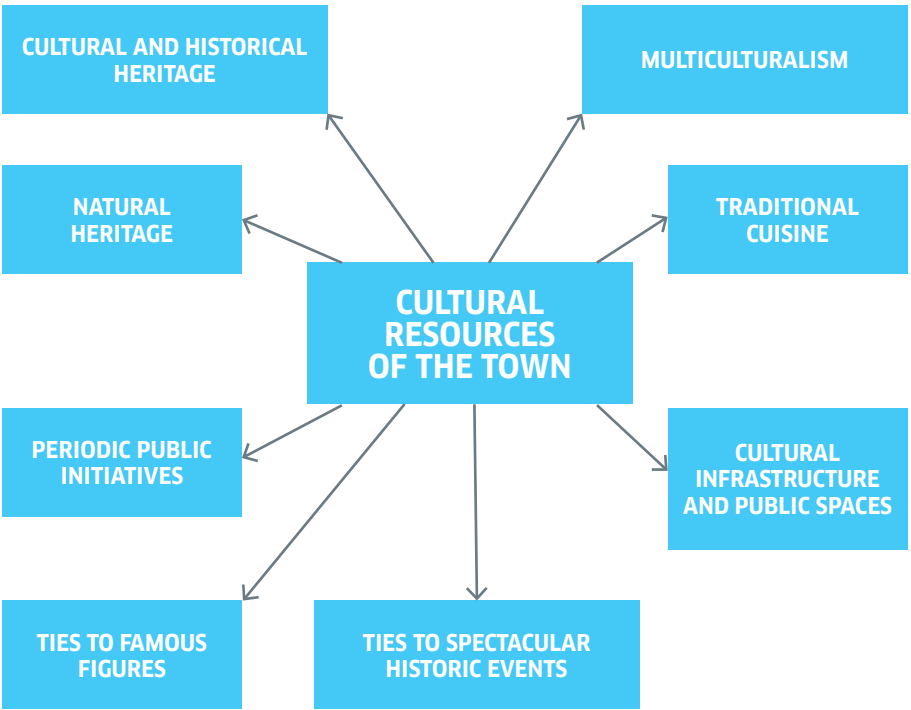 CULTURAL AND HISTORICAL
HERITAGE
MULTICULTURALISM
NATURAL
HERITAGE
TRADITIONAL
CUISINE
CULTURAL
RESOURCES
OF THE TOWN
PERIODIC PUBLIC
INITIATIVES
CULTURAL
INFRASTRUCTURE
AND PUBLIC SPACES
TIES TO FAMOUS
FIGURES
TIES TO SPECTACULAR
HISTORIC EVENTS